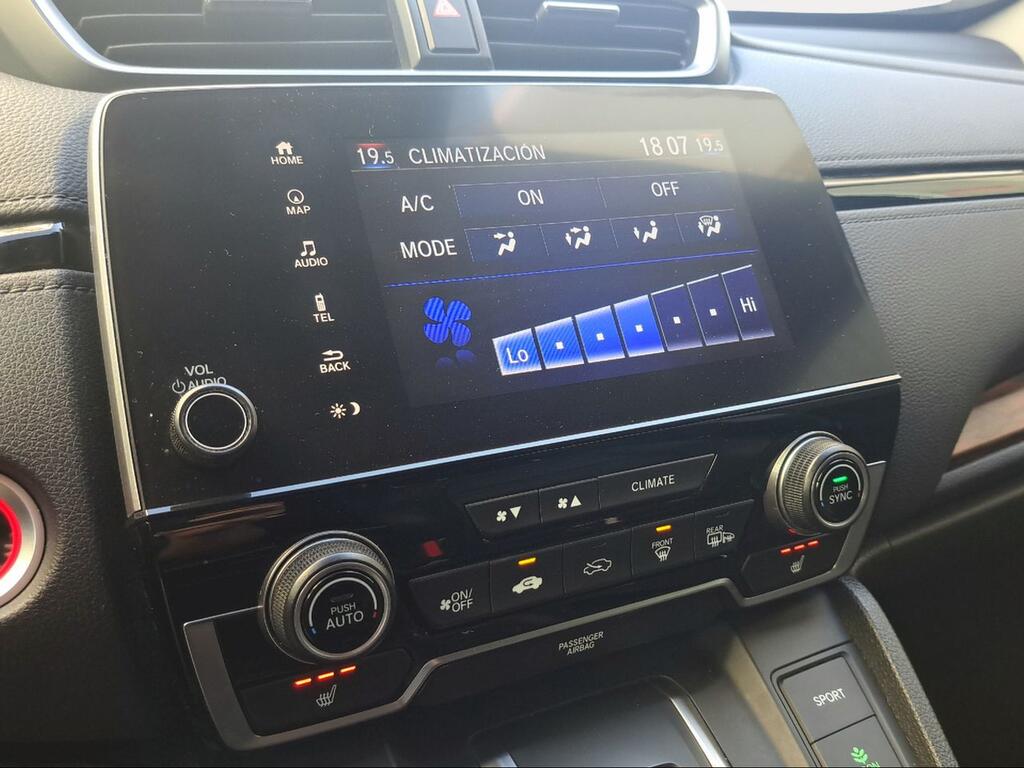 HOME
19.5 CLIMATIZACIÓN 18 07 19.5
MAP
A/C ON OFF
AUDIO
MODE
TEL
Lo Hi
BACK
VOL
AUDIO
CLIMATE
PUSH
SYNC
FRONT
REAR
ON/
OFF
PUSH
AUTO
PASSENGER
AIRBAG
SPORT
ON